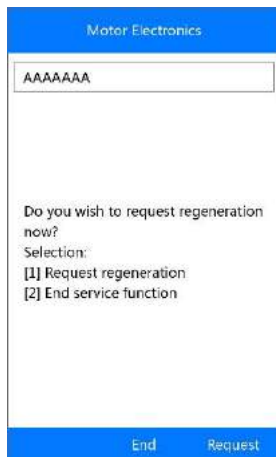 Motor Electronics
AAAAAAA
Do you wish to request regeneration
now?
Selection:
[1] Request regeneration
[2] End service function
End Request